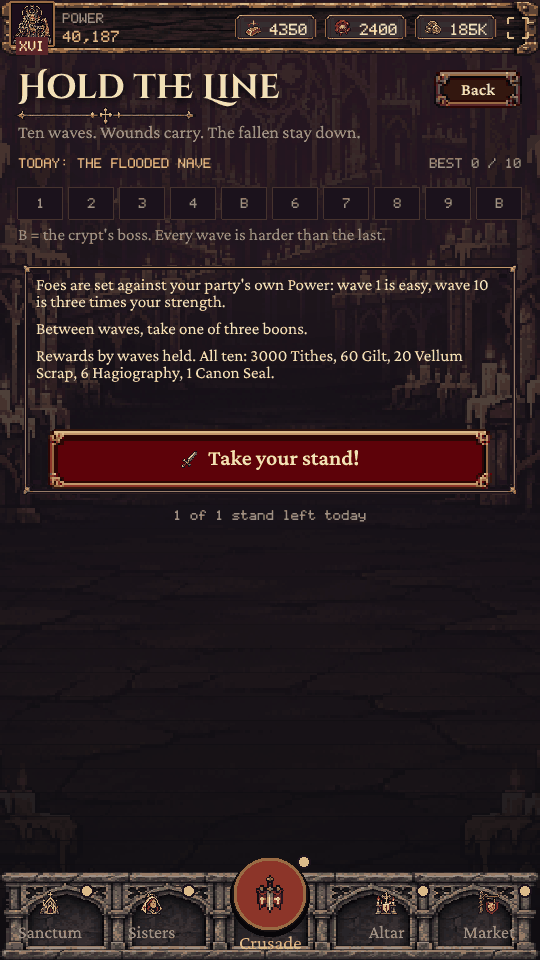 POWER
40,187
4350
2400
185K
XVI
HOLD THE LINE
Back
Ten waves. Wounds carry. The fallen stay down.
TODAY: THE FLOODED NAVE
BEST 0 / 10
1 2 3 4 B 6 7 8 9 B
B = the crypt's boss. Every wave is harder than the last.
Foes are set against your party's own Power: wave 1 is easy, wave 10
is three times your strength.
Between waves, take one of three boons.
Rewards by waves held. All ten: 3000 Tithes, 60 Gilt, 20 Vellum
Scrap, 6 Hagiography, 1 Canon Seal.
Take your stand!
1 of 1 stand left today
Sanctum
Sisters
Crusade
Altar
Market